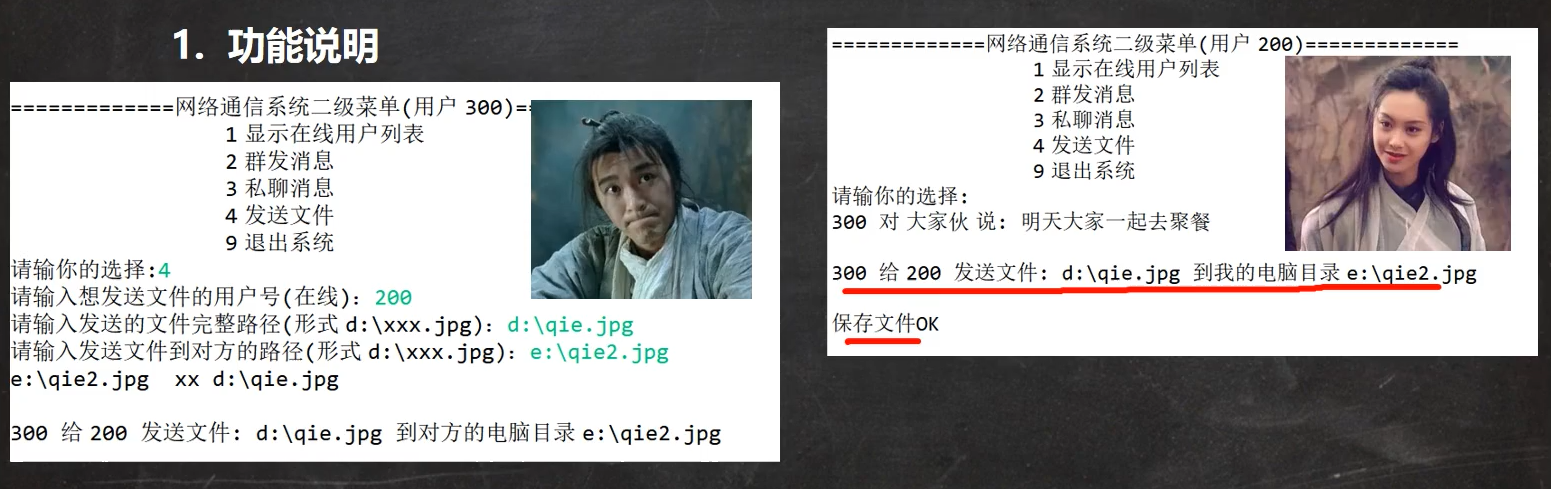 1. 功能说明
=============网络通信系统二级菜单(用户 300)==
1 显示在线用户列表
2 群发消息
3 私聊消息
4 发送文件
9 退出系统
请输你的选择:4
请输入想发送文件的用户号(在线): 200
请输入发送的文件完整路径(形式 d:\xxx.jpg): d:\qie.jpg
请输入发送文件到对方的路径(形式 d:\xxx.jpg): e:\qie2.jpg
e:\qie2.jpg  xx d:\qie.jpg
300 给 200 发送文件: d:\qie.jpg 到对方的电脑目录 e:\qie2.jpg
=============网络通信系统二级菜单(用户 200)=============
1 显示在线用户列表
2 群发消息
3 私聊消息
4 发送文件
9 退出系统
请输你的选择:
300 对 大家伙 说: 明天大家一起去聚餐
300 给 200 发送文件: d:\qie.jpg 到我的电脑目录 e:\qie2.jpg
保存文件OK